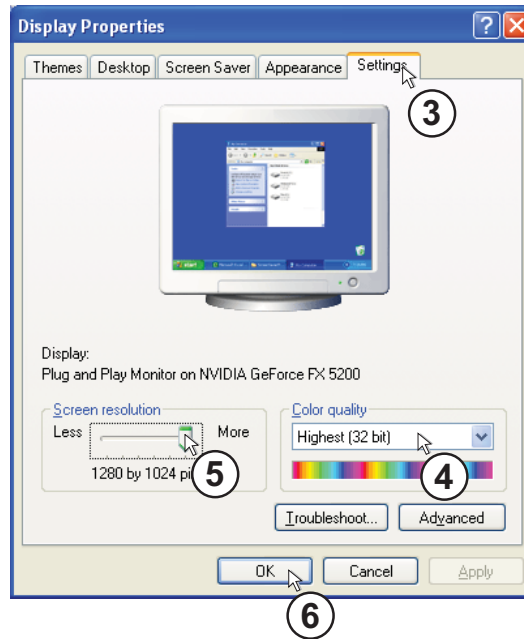 Display Properties
?
Themes Desktop Screen Saver Appearance Settings
3
start
Display:
Plug and Play Monitor on NVIDIA GeForce FX 5200
Screen resolution
Less More
1280 by 1024
5
Color quality
Highest (32 bit)
4
Troubleshoot... Advanced
OK Cancel Apply
6